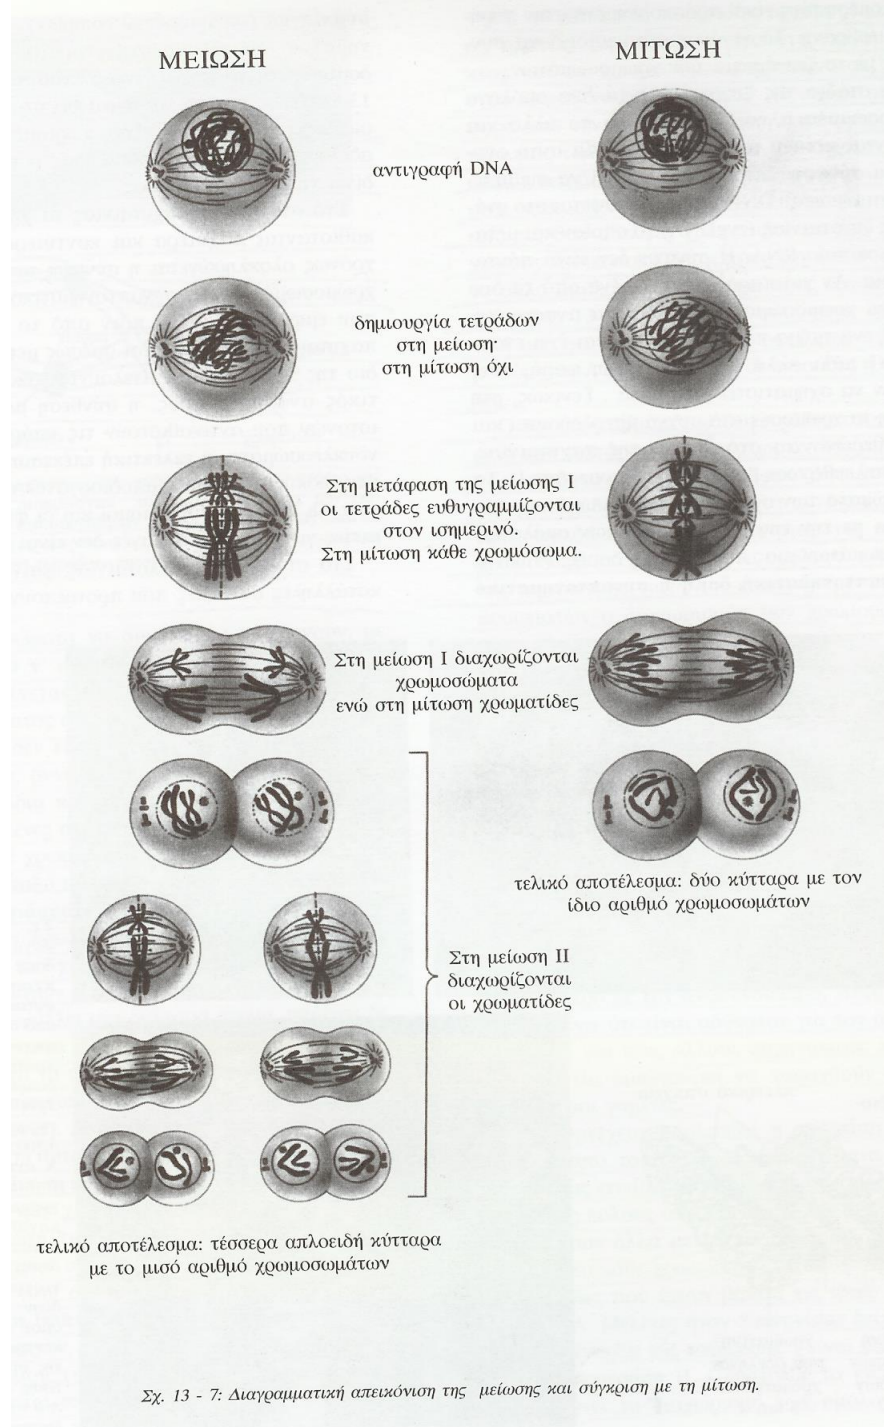 ΜΕΙΩΣΗ
ΜΙΤΩΣΗ
αντιγραφή DNA
δημιουργία τετράδων
στη μείωση·
στη μίτωση όχι
Στη μετάφαση της μείωσης Ι
οι τετράδες ευθυγραμμίζονται
στον ισημερινό.
Στη μίτωση κάθε χρωμόσωμα.
Στη μείωση Ι διαχωρίζονται
χρωμοσώματα
ενώ στη μίτωση χρωματίδες
τελικό αποτέλεσμα: δύο κύτταρα με τον
ίδιο αριθμό χρωμοσωμάτων
Στη μείωση ΙΙ
διαχωρίζονται
οι χρωματίδες
τελικό αποτέλεσμα: τέσσερα απλοειδή κύτταρα
με το μισό αριθμό χρωμοσωμάτων
Σχ. 13 - 7: Διαγραμματική απεικόνιση της μείωσης και σύγκριση με τη μίτωση.